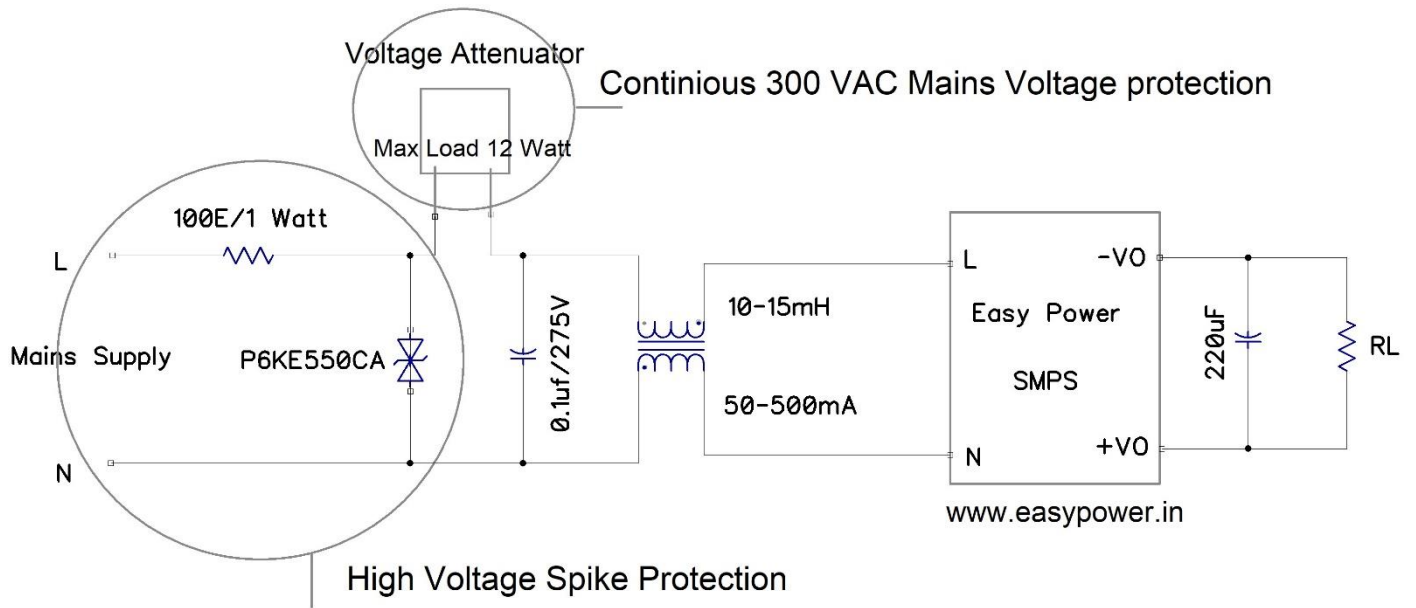 Voltage Attenuator
Continious 300 VAC Mains Voltage protection
Max Load 12 Watt
100E/1 Watt
L
Mains Supply
P6KE550CA
N
0.1uf/275V
10-15mH
50-500mA
L
-VO
Easy Power
SMPS
N
+VO
220uF
RL
www.easypower.in
High Voltage Spike Protection